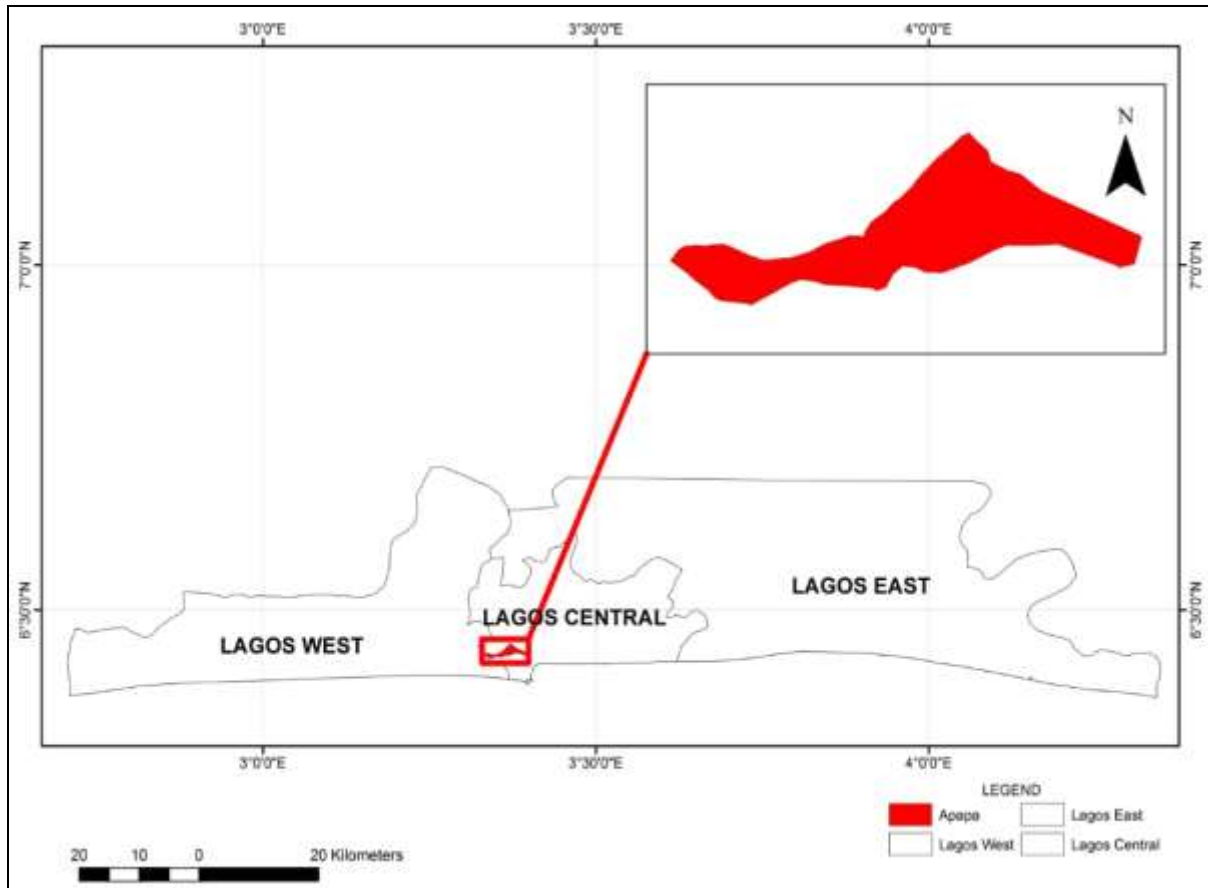 3°0'0"E 3°30'0"E 4°0'0"E
N
7°0'0"N 7°0'0"N
6°30'0"N 6°30'0"N
LAGOS EAST
LAGOS CENTRAL
LAGOS WEST
3°0'0"E 3°30'0"E 4°0'0"E
LEGEND
Apapa Lagos East
Lagos West Lagos Central
20 10 0 20 Kilometers